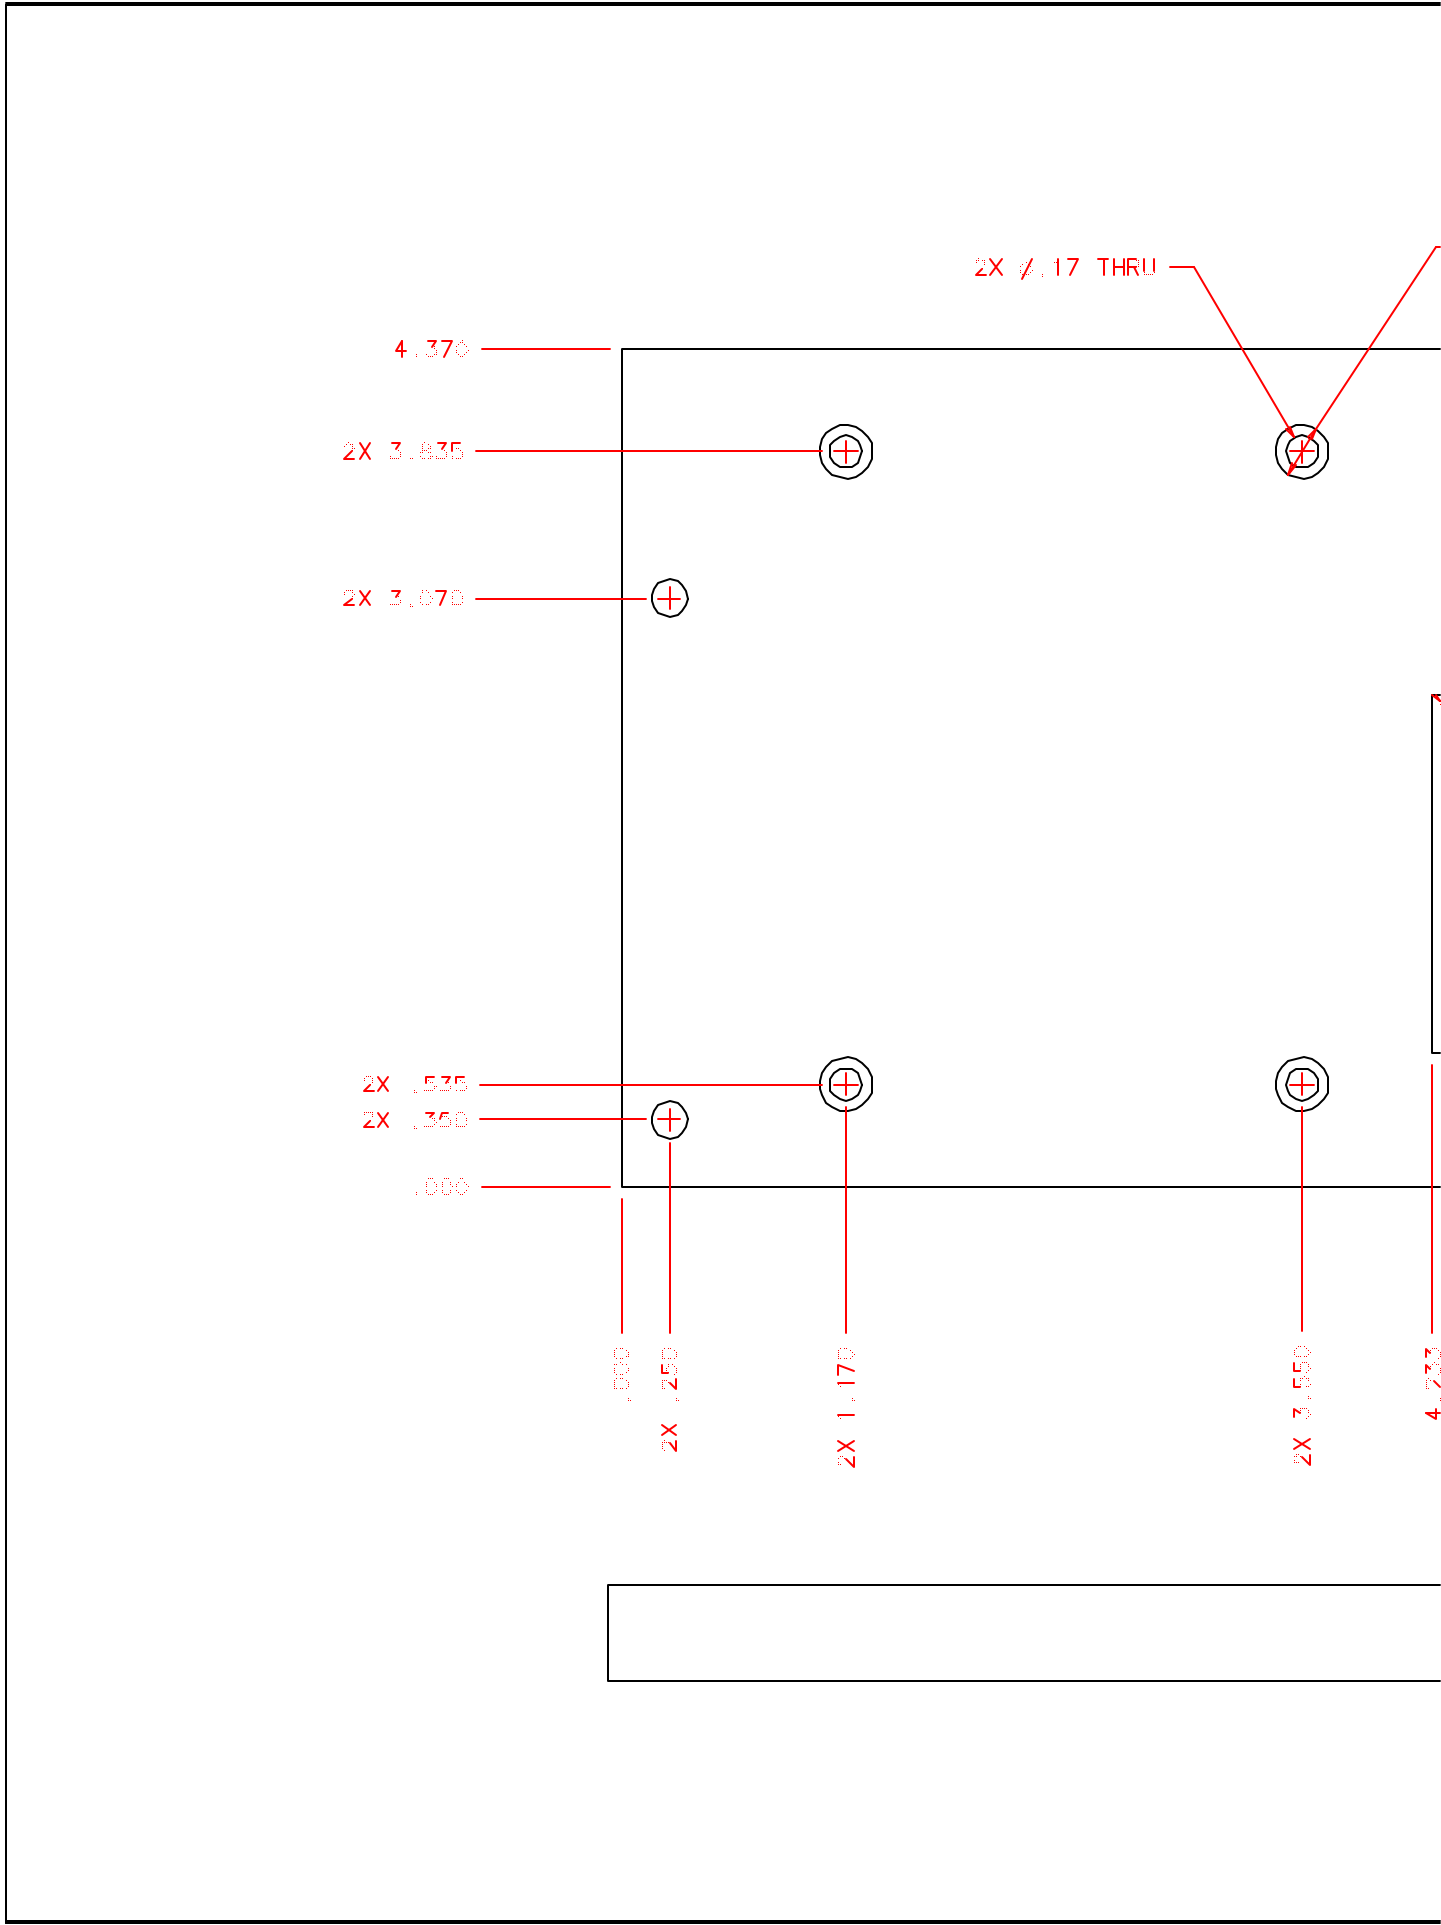 2X ⌀.17 THRU
4.370
2X 3.835
2X 3.070
2X .535
2X .350
.000
.000
2X .250
2X 1.170
2X 3.550
4.233